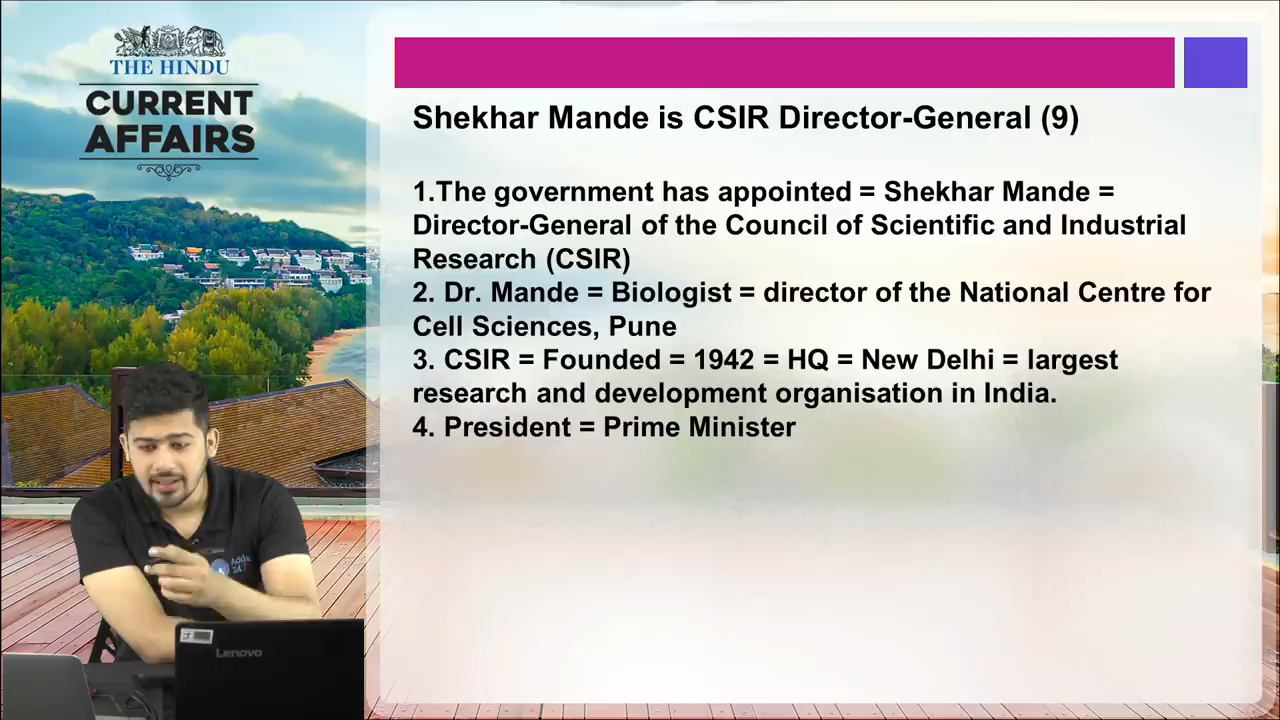 THE HINDU
CURRENT
AFFAIRS
Shekhar Mande is CSIR Director-General (9)
1.The government has appointed = Shekhar Mande =
Director-General of the Council of Scientific and Industrial
Research (CSIR)
2. Dr. Mande = Biologist = director of the National Centre for
Cell Sciences, Pune
3. CSIR = Founded = 1942 = HQ = New Delhi = largest
research and development organisation in India.
4. President = Prime Minister
Lenovo